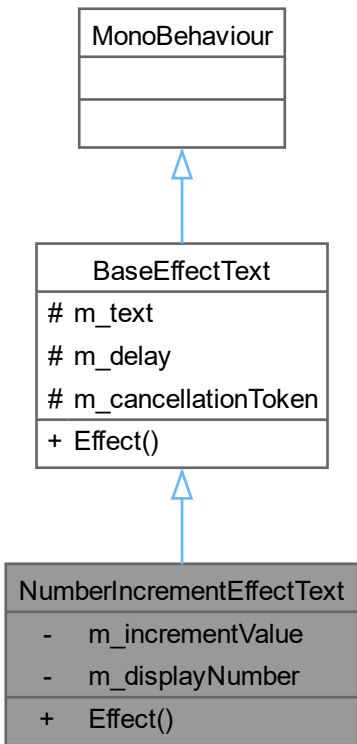 MonoBehaviour
BaseEffectText
# m_text
# m_delay
# m_cancellationToken
+ Effect()
NumberIncrementEffectText
- m_incrementValue
- m_displayNumber
+ Effect()